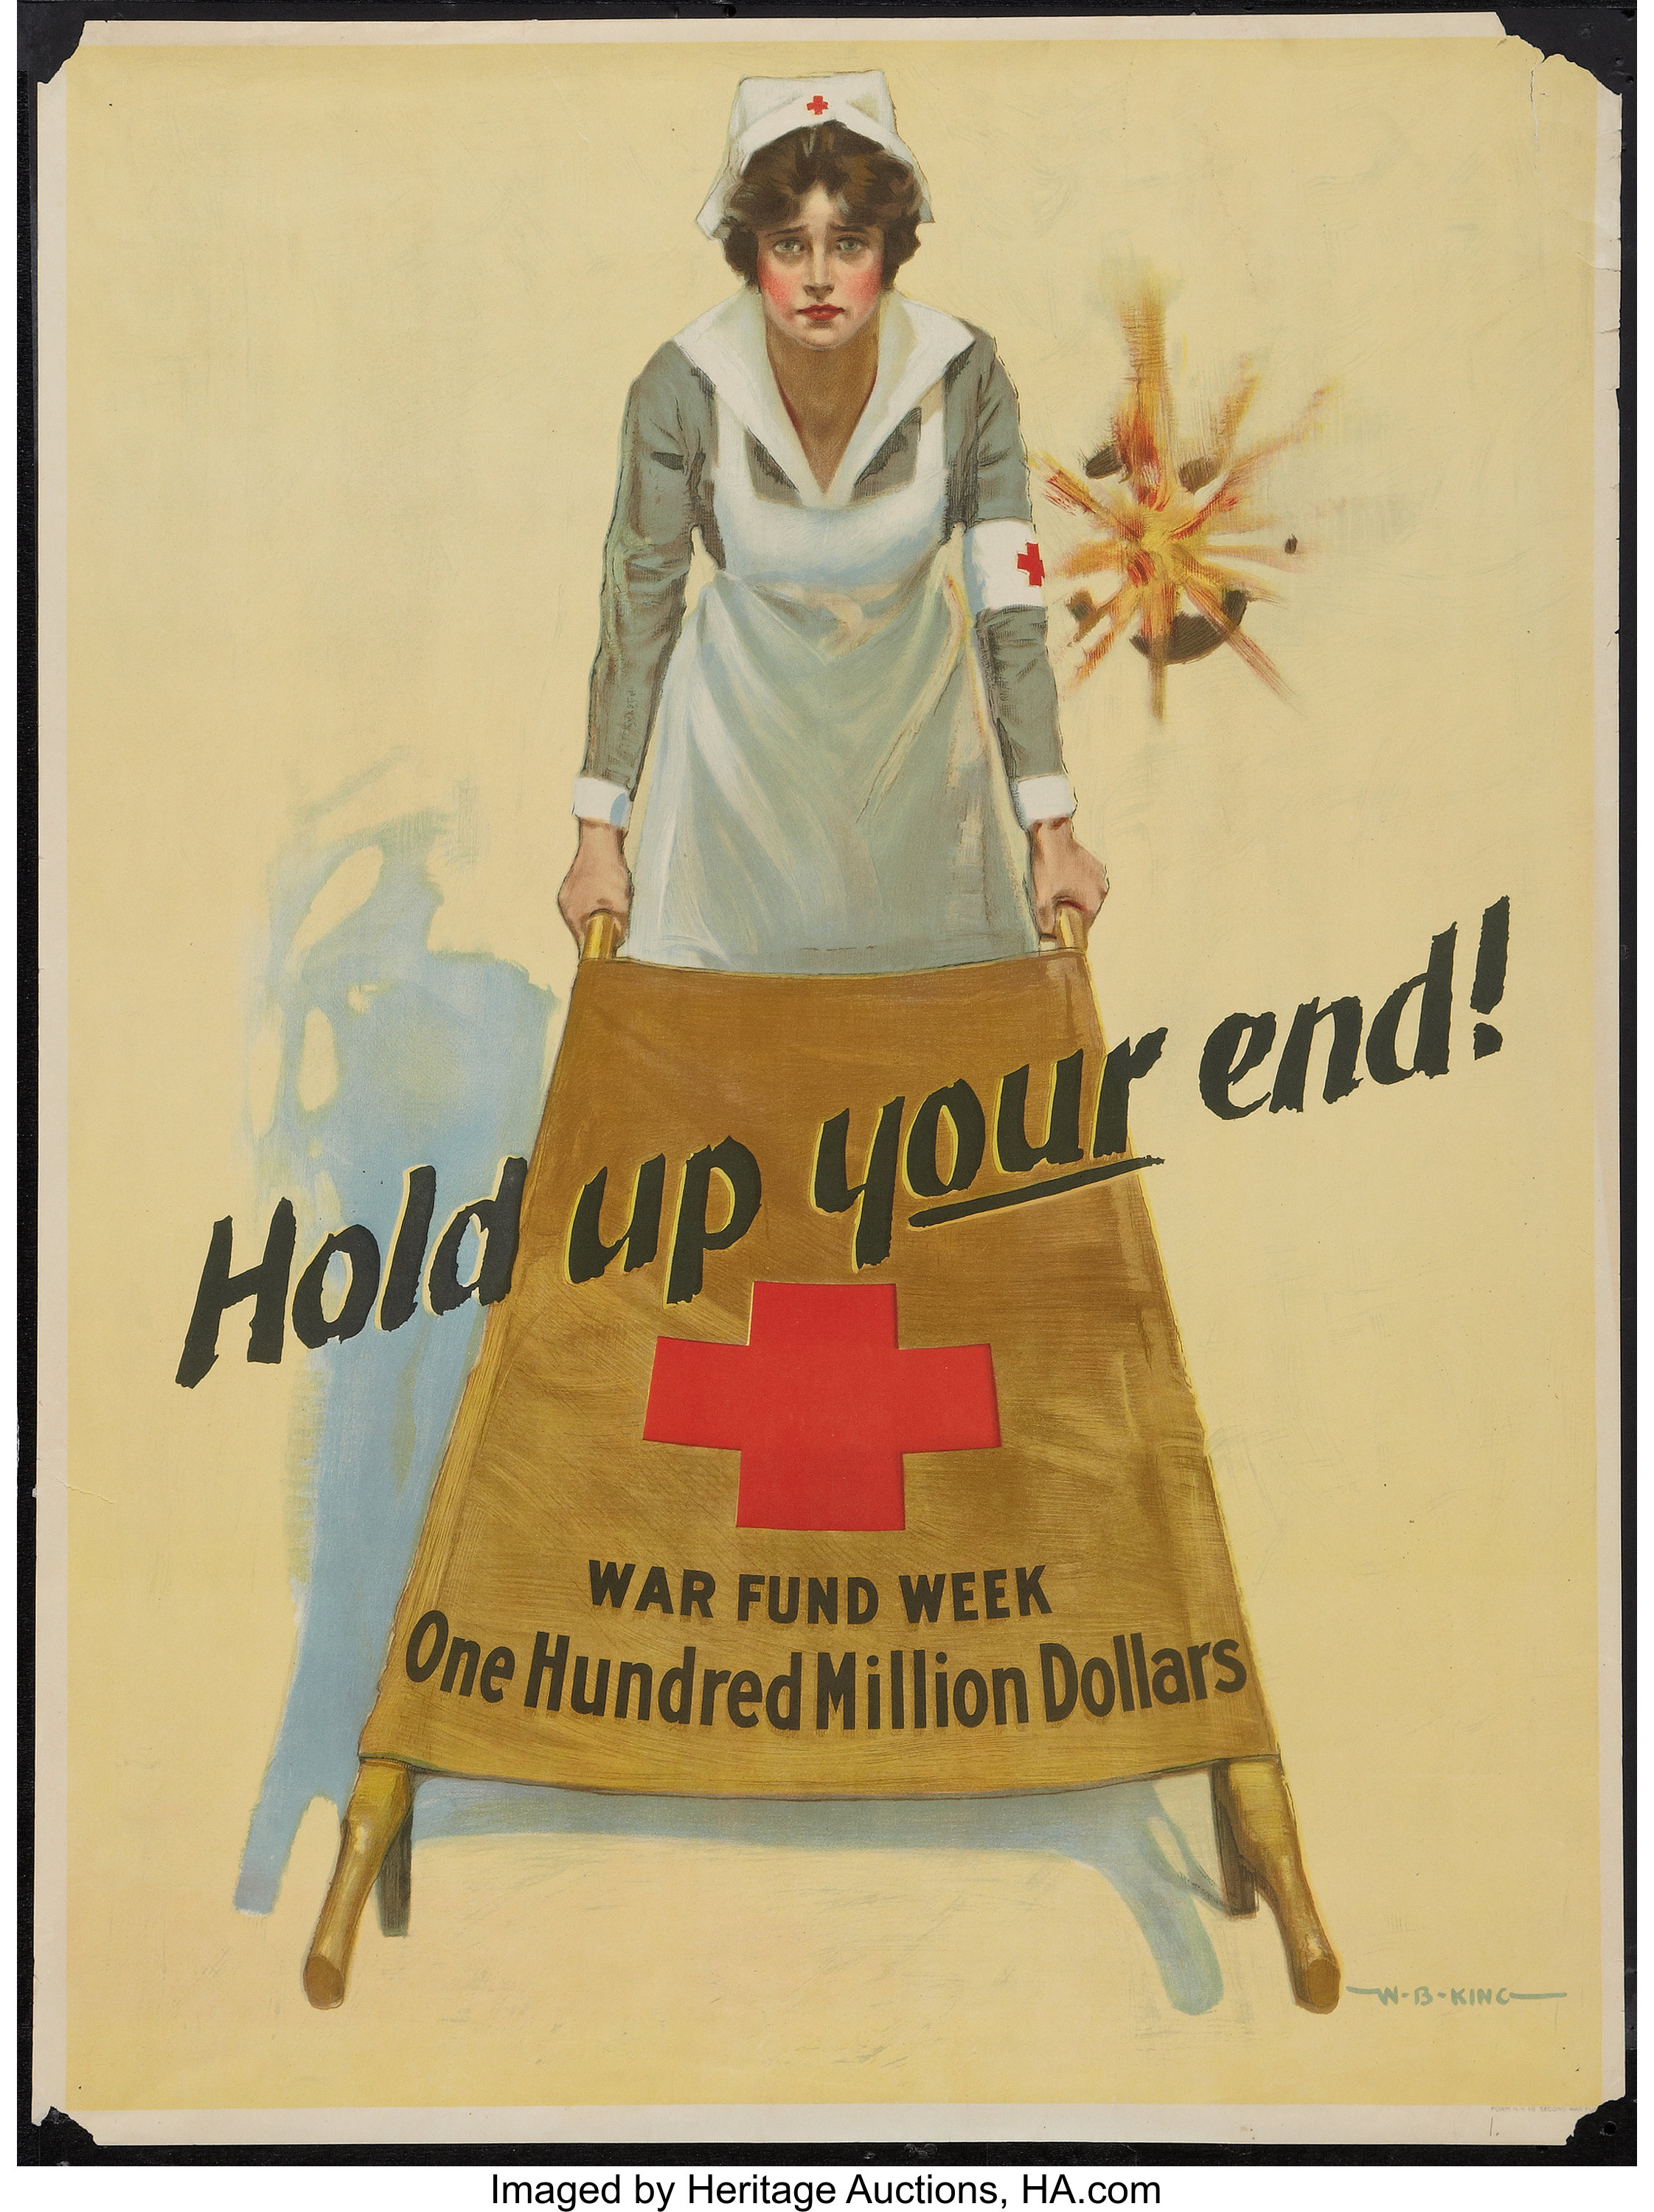 Hold up your end!
WAR FUND WEEK
One Hundred Million Dollars
W-B-KING
Imaged by Heritage Auctions, HA.com